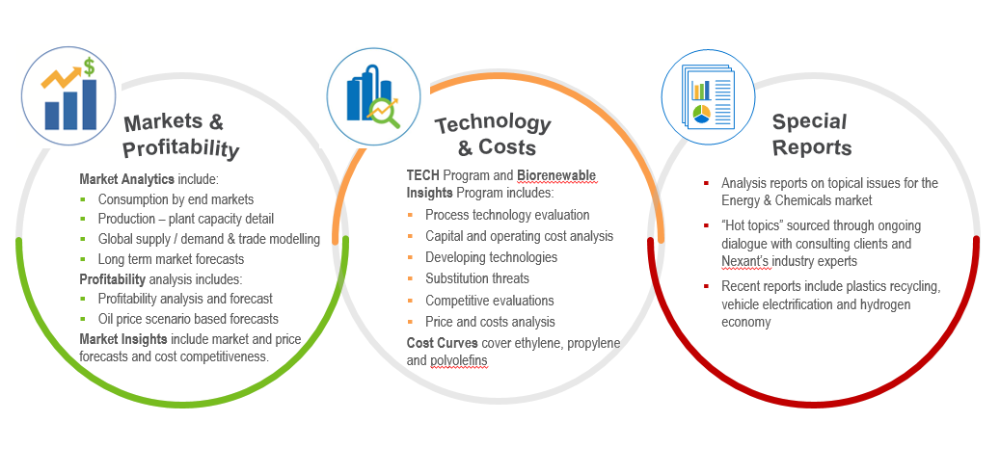 $
Markets &
Profitability
Market Analytics include:
▪ Consumption by end markets
▪ Production – plant capacity detail
▪ Global supply / demand & trade modelling
▪ Long term market forecasts
Profitability analysis includes:
▪ Profitability analysis and forecast
▪ Oil price scenario based forecasts
Market Insights include market and price
forecasts and cost competitiveness.
Technology
& Costs
TECH Program and Biorenewable
Insights Program includes:
▪ Process technology evaluation
▪ Capital and operating cost analysis
▪ Developing technologies
▪ Substitution threats
▪ Competitive evaluations
▪ Price and costs analysis
Cost Curves cover ethylene, propylene
and polyolefins
Special
Reports
▪ Analysis reports on topical issues for the
Energy & Chemicals market
▪ “Hot topics” sourced through ongoing
dialogue with consulting clients and
Nexant’s industry experts
▪ Recent reports include plastics recycling,
vehicle electrification and hydrogen
economy